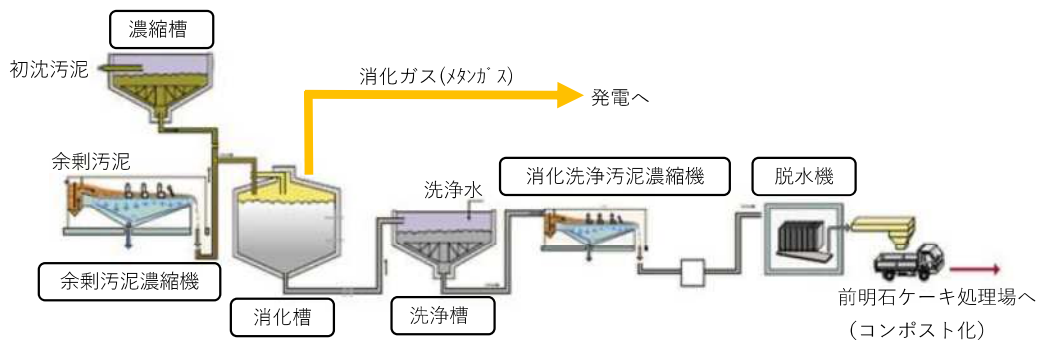 濃縮槽
初沈汚泥
消化ガス(ﾒﾀﾝｶﾞｽ)
発電へ
余剰汚泥
余剰汚泥濃縮機
消化槽
洗浄水
洗浄槽
消化洗浄汚泥濃縮機
脱水機
前明石ケーキ処理場へ
(コンポスト化)